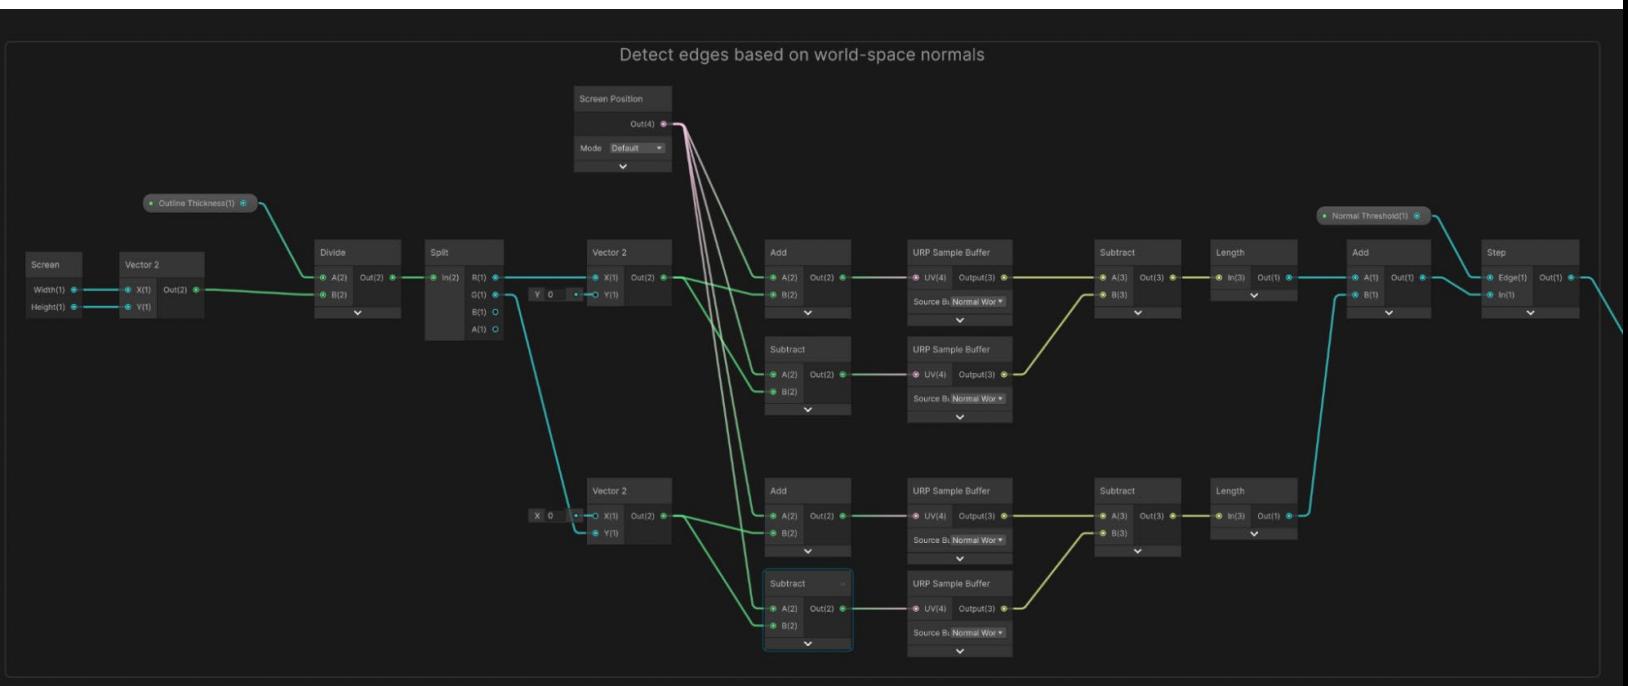 Detect edges based on world-space normals
Screen Position
Out(4)
Mode Default
Outline Thickness(1)
Normal Threshold(1)
Screen
Width(1)
Height(1)
Vector 2
X(1) Out(2)
Y(1)
Divide
A(2) Out(2)
B(2)
Split
In(2) R(1)
G(1)
B(1)
A(1)
Vector 2
X(1) Out(2)
Y 0 Y(1)
Add
A(2) Out(2)
B(2)
URP Sample Buffer
UV(4) Output(3)
Source Bu Normal Wor
Subtract
A(3) Out(3)
B(3)
Length
In(3) Out(1)
Add
A(1) Out(1)
B(1)
Step
Edge(1) Out(1)
In(1)
Subtract
A(2) Out(2)
B(2)
URP Sample Buffer
UV(4) Output(3)
Source Bu Normal Wor
Vector 2
X 0 X(1) Out(2)
Y(1)
Add
A(2) Out(2)
B(2)
URP Sample Buffer
UV(4) Output(3)
Source Bu Normal Wor
Subtract
A(3) Out(3)
B(3)
Length
In(3) Out(1)
Subtract
A(2) Out(2)
B(2)
URP Sample Buffer
UV(4) Output(3)
Source Bu Normal Wor